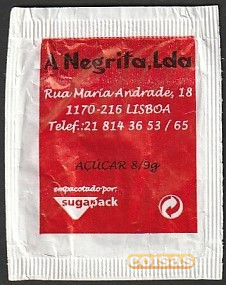 A Negrita, Lda
Rua Maria Andrade, 18
1170-216 LISBOA
Telef.:21 814 36 53 / 65
AÇUCAR 8/9g
empacotado por:
sugapack
coisas